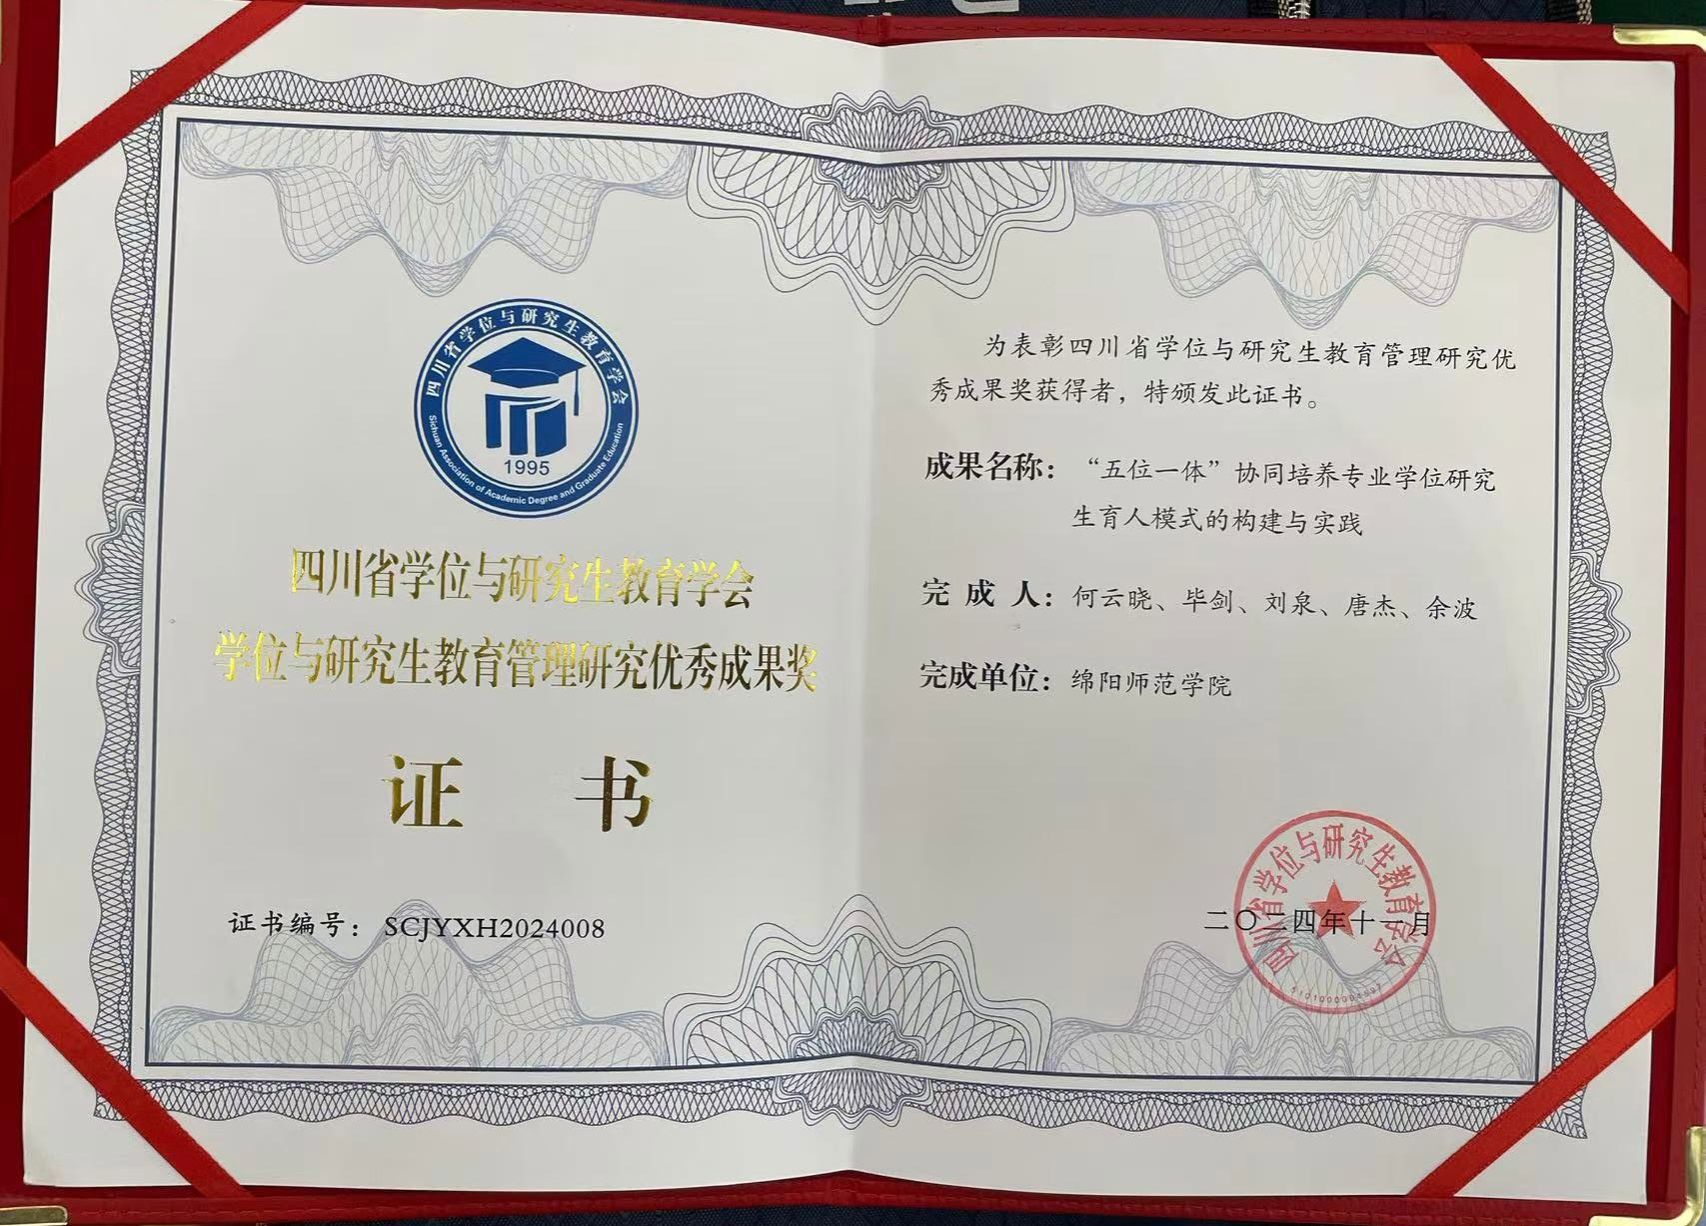 四川省学位与研究生教育学会
1995
Sichuan Association of Academic Degree and Graduate Education
四川省学位与研究生教育学会
学位与研究生教育管理研究优秀成果奖
证 书
证书编号：SCJYXH2024008
为表彰四川省学位与研究生教育管理研究优
秀成果奖获得者，特颁发此证书。
成果名称：“五位一体”协同培养专业学位研究
生育人模式的构建与实践
完 成 人：何云晓、毕剑、刘泉、唐杰、余波
完成单位：绵阳师范学院
四川省学位与研究生教育学会
二〇二四年十一月